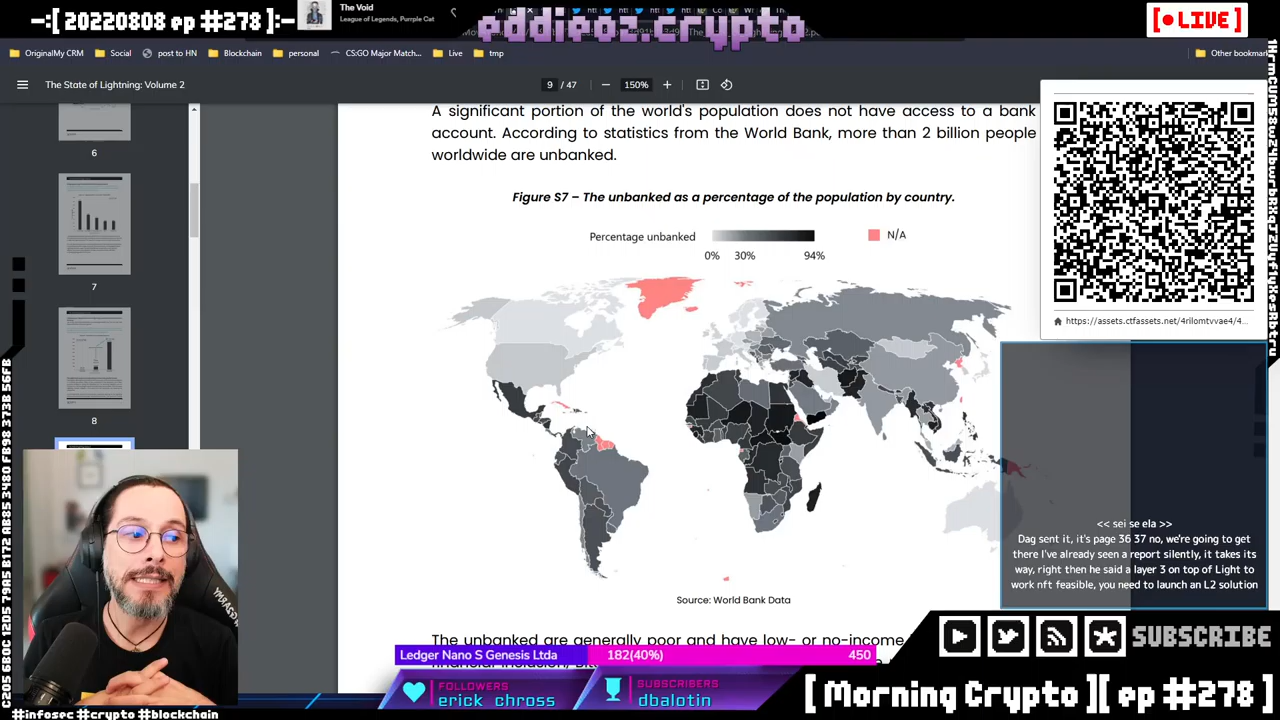 -:[ 20220808 ep #278 ]:-
The Void
League of Legends, Purple Cat
eddieoz.crypto
[● LIVE]
OriginalMy CRM
Social
post to HN
Blockchain
personal
CS:GO Major Match...
Live
tmp
Other bookmar
The State of Lightning: Volume 2
9 / 47
150%
6
7
8
A significant portion of the world's population does not have access to a bank
account. According to statistics from the World Bank, more than 2 billion people
worldwide are unbanked.
Figure S7 – The unbanked as a percentage of the population by country.
Percentage unbanked
N/A
0% 30% 94%
Source: World Bank Data
The unbanked are generally poor and have low- or no-income
https://assets.ctfassets.net/4rilomtvvae4/4...
<< sei se ela >>
Dag sent it, it's page 36 37 no, we're going to get
there I've already seen a report silently, it takes its
way, right then he said a layer 3 on top of Light to
work nft feasible, you need to launch an L2 solution
SUBSCRIBE
Ledger Nano S Genesis Ltda
182(40%)
450
FOLLOWERS
erick chross
SUBSCRIBERS
dbalotin
[ Morning Crypto ][ ep #278 ]
#infosec #crypto #blockchain